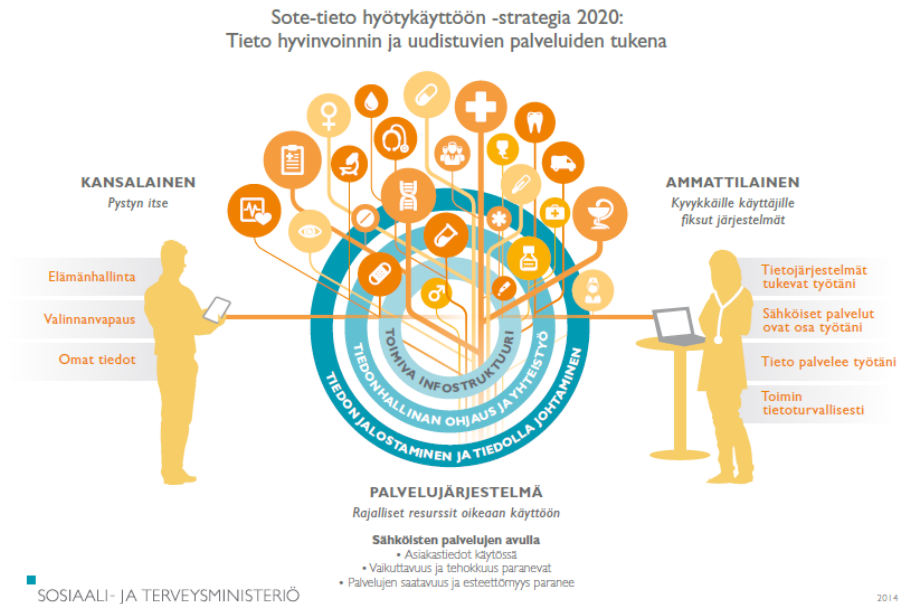 Sote-tieto hyötykäyttöön -strategia 2020:
Tieto hyvinvoinnin ja uudistuvien palveluiden tukena
KANSALAINEN
Pystyn itse
Elämänhallinta
Valinnanvapaus
Omat tiedot
AMMATTILAINEN
Kyvykkäille käyttäjille
fiksut järjestelmät
Tietojärjestelmät
tukevat työtäni
Sähköiset palvelut
ovat osa työtäni
Tieto palvelee työtäni
Toimin
tietoturvallisesti
TOIMIVA INFOSTRUKTUURI
TIEDONHALLINAN OHJAUS JA YHTEISTYÖ
TIEDON JALOSTAMINEN JA TIEDOLLA JOHTAMINEN
PALVELUJÄRJESTELMÄ
Rajalliset resurssit oikeaan käyttöön
Sähköisten palvelujen avulla
• Asiakastiedot käytössä
• Vaikuttavuus ja tehokkuus paranevat
• Palvelujen saatavuus ja esteettömyys paranee
SOSIAALI- JA TERVEYSMINISTERIÖ
2014